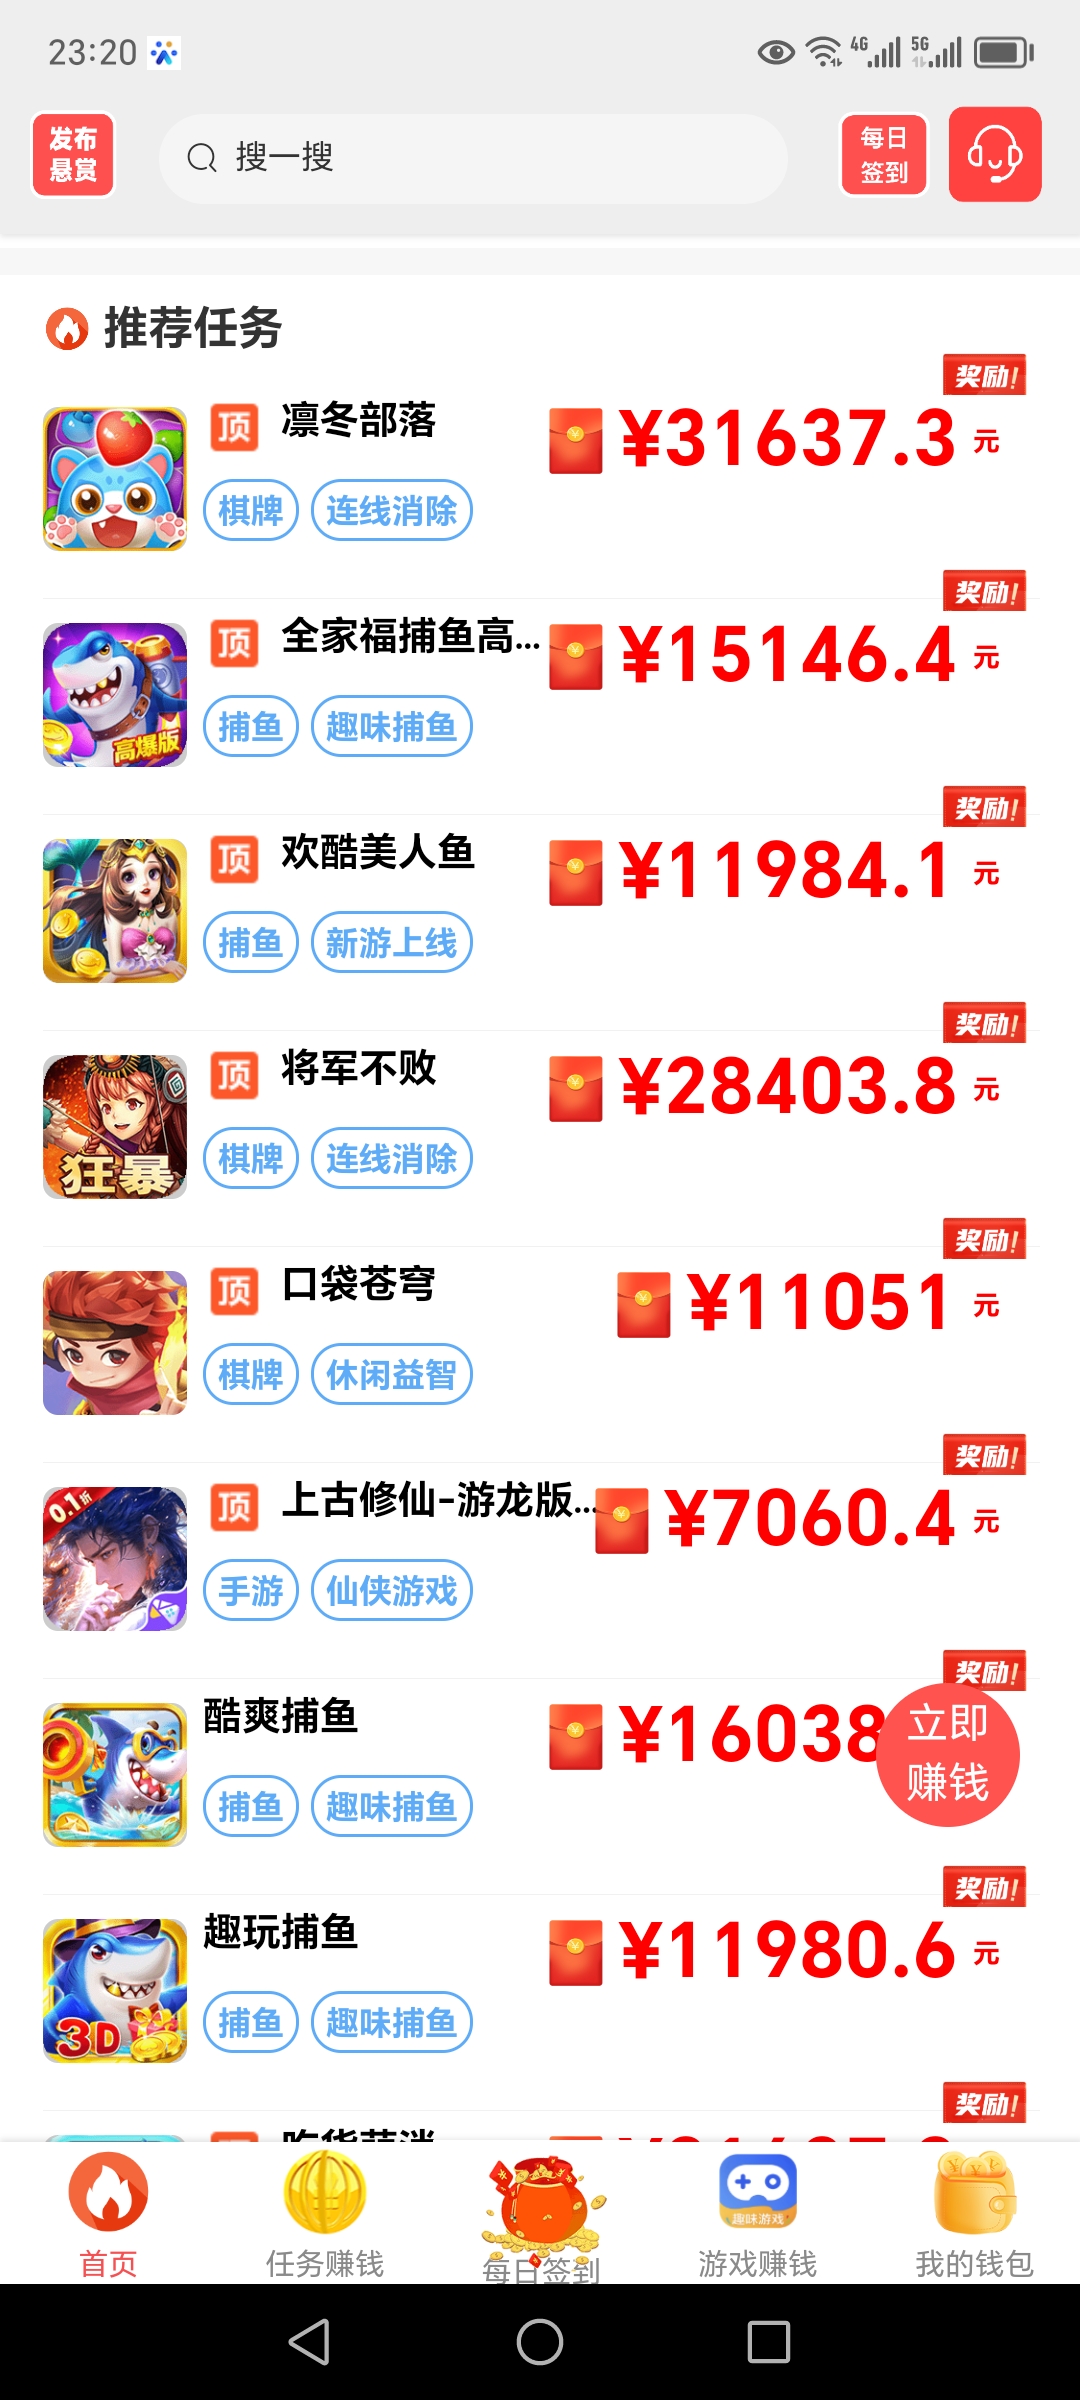 23:20
4G
5G
发布
悬赏
搜一搜
每日
签到
推荐任务
奖励!
顶 凛冬部落
¥31637.3 元
棋牌 连线消除
奖励!
顶 全家福捕鱼高...
¥15146.4 元
高爆版
捕鱼 趣味捕鱼
奖励!
顶 欢酷美人鱼
¥11984.1 元
捕鱼 新游上线
奖励!
顶 将军不败
¥28403.8 元
狂暴
棋牌 连线消除
奖励!
顶 口袋苍穹
¥11051 元
棋牌 休闲益智
奖励!
0.1折
顶 上古修仙-游龙版...
¥7060.4 元
手游 仙侠游戏
奖励!
酷爽捕鱼
¥16038
立即
赚钱
捕鱼 趣味捕鱼
奖励!
趣玩捕鱼
¥11980.6 元
3D
捕鱼 趣味捕鱼
奖励!
趣味游戏
首页
任务赚钱
每日签到
游戏赚钱
我的钱包